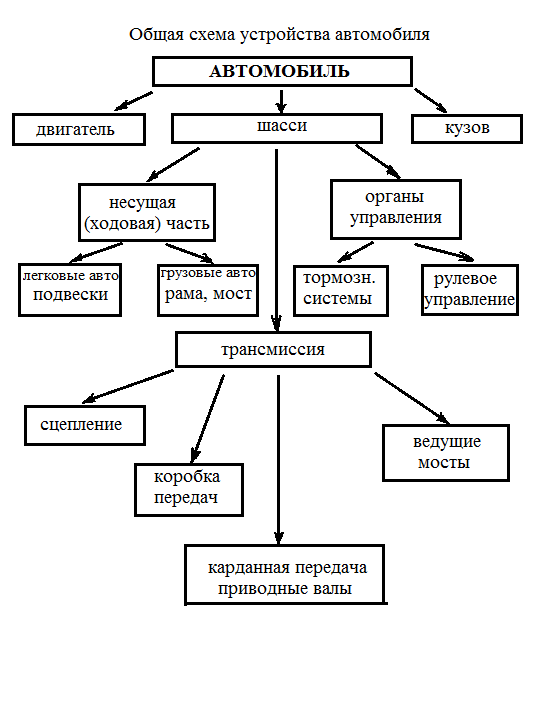 Общая схема устройства автомобиля
АВТОМОБИЛЬ
двигатель
шасси
кузов
несущая
(ходовая) часть
органы
управления
легковые авто
подвески
грузовые авто
рама, мост
тормозн.
системы
рулевое
управление
трансмиссия
сцепление
коробка
передач
ведущие
мосты
карданная передача
приводные валы